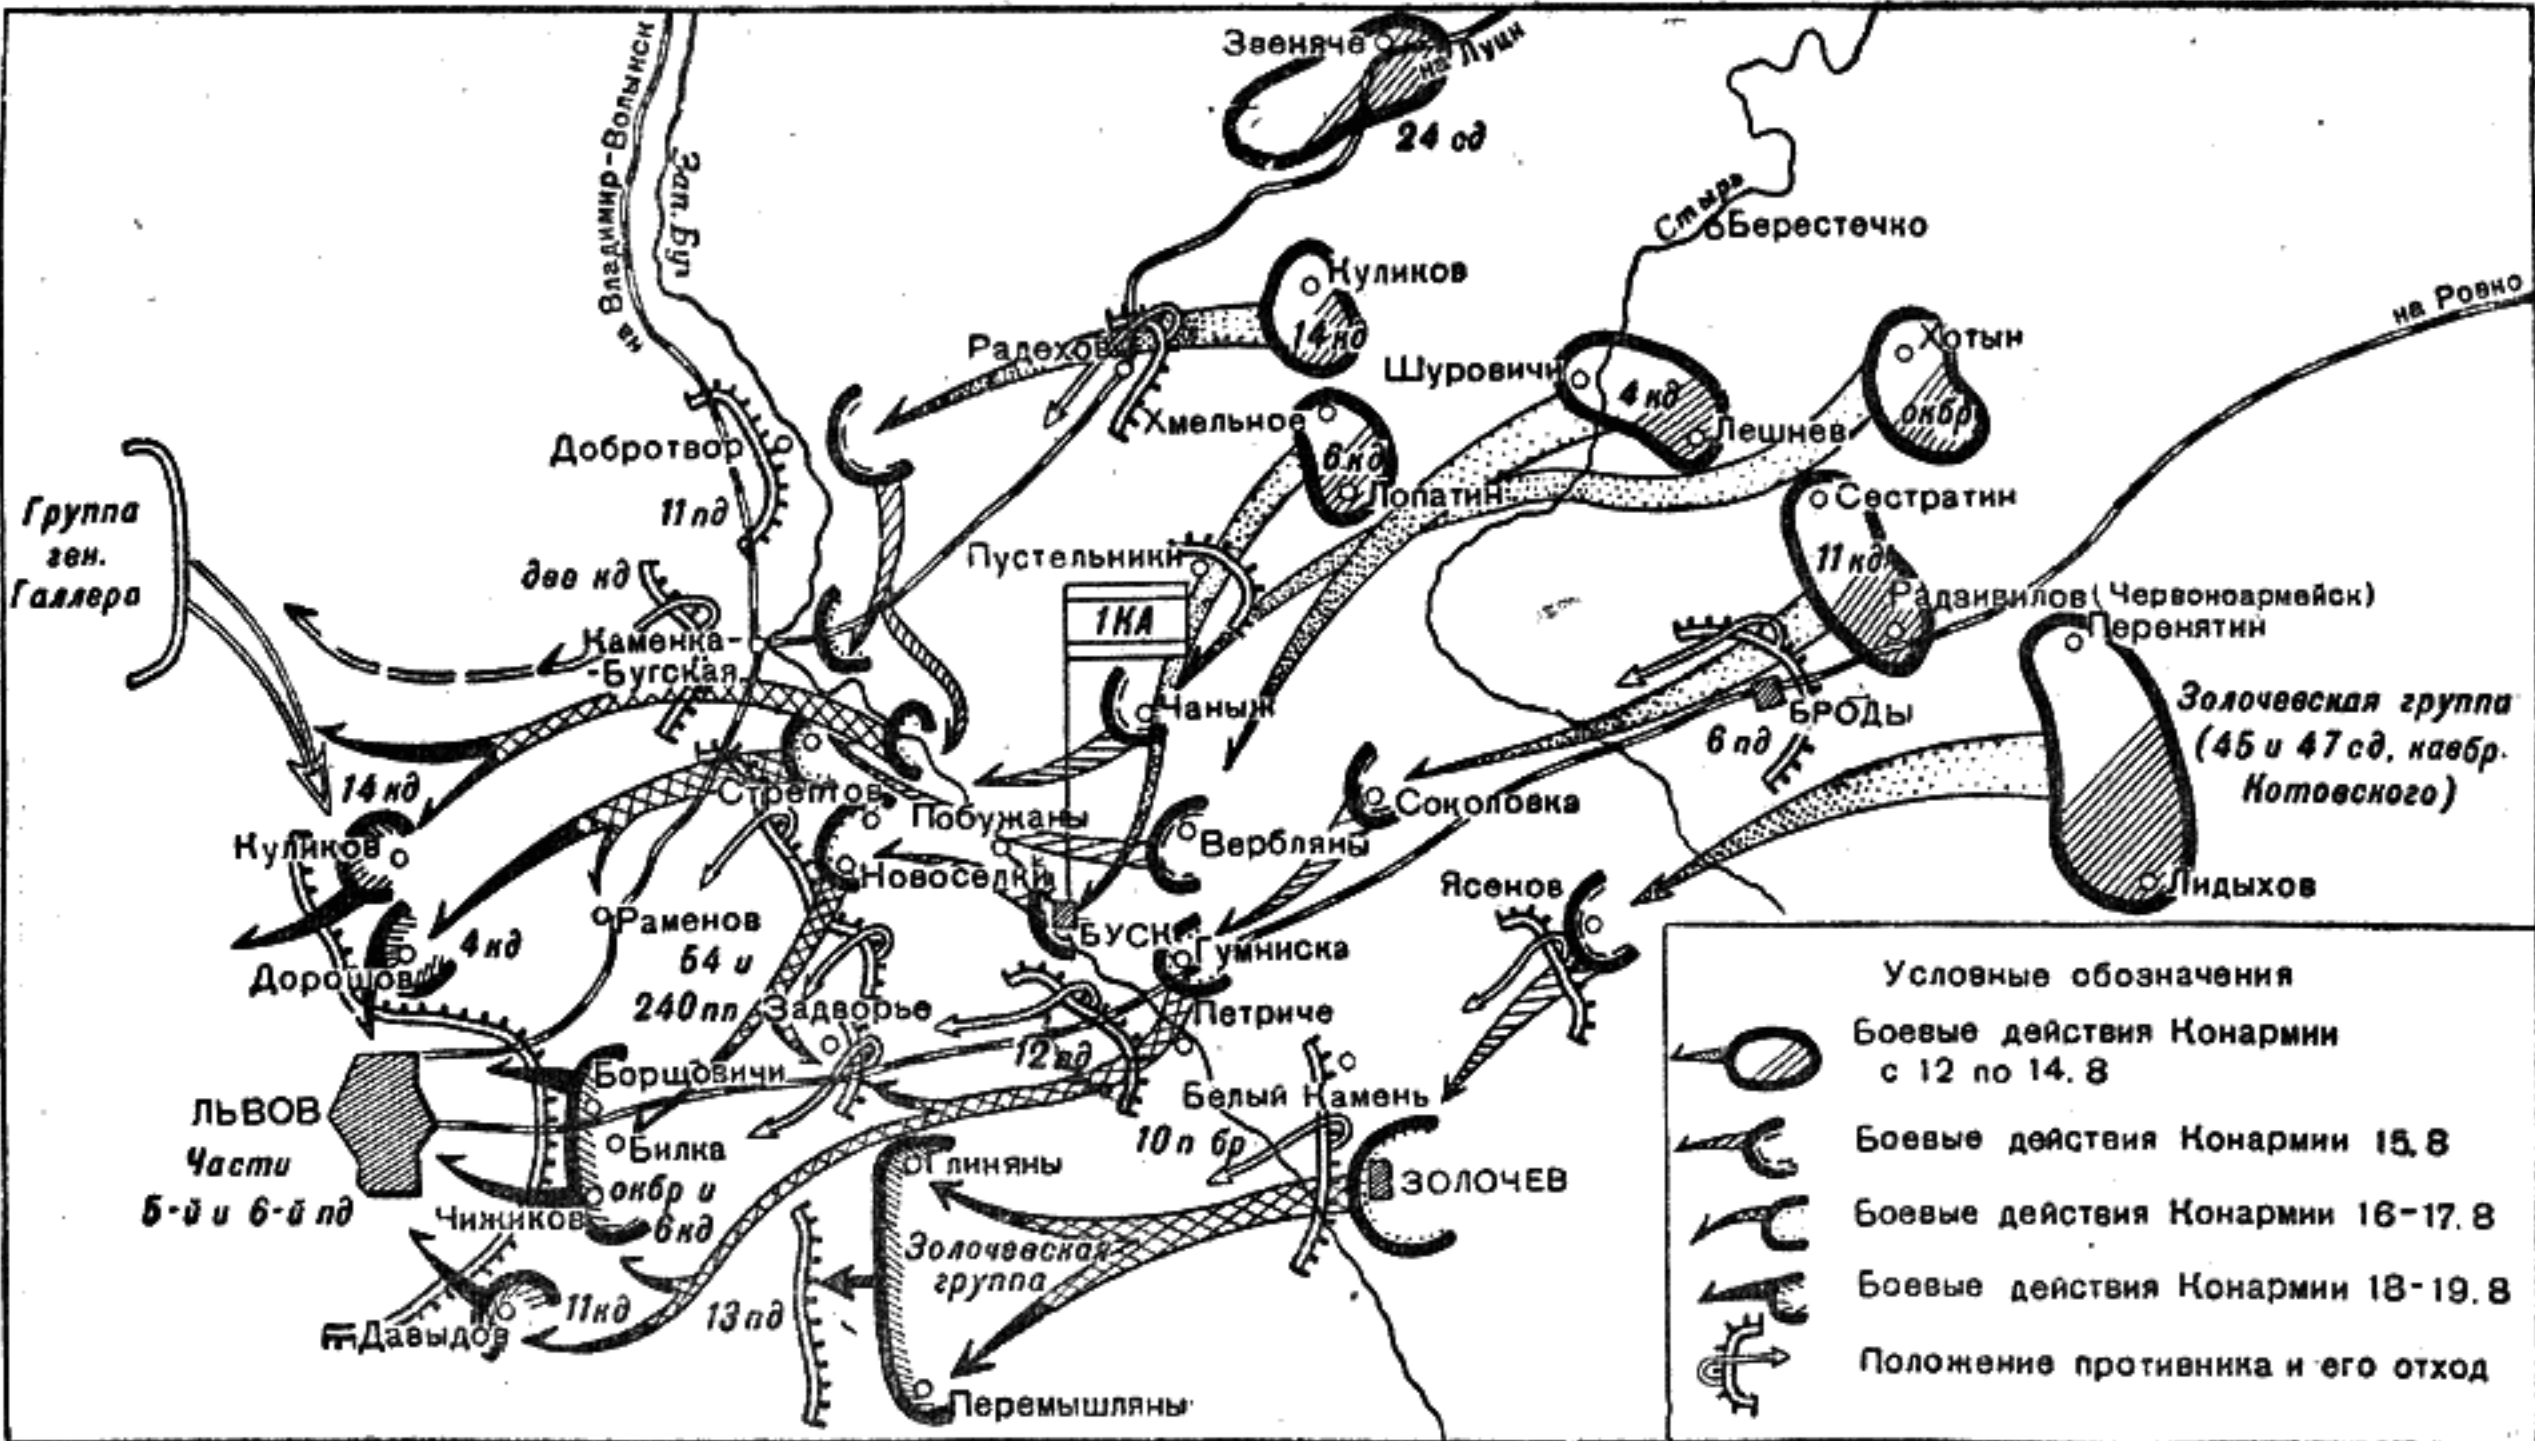 Звеняче
на Луцк
24 сд
на Владимир-Волынск
Зап. Буг
Стырь
Берестечко
Куликов
14 кд
на Ровно
Радехов
Хотын
окбр
Шуровичи
4 кд
Лешнев
Хмельное
6 кд
Лопатин
Добротвор
11 пд
Сестратин
11 кд
Группа
ген.
Галлера
две кд
Пустельники
Радзивилов (Червоноармейск)
1 КА
Перенятин
Каменка-
-Бугская
Чаныж
БРОДЫ
6 пд
Золочевская группа
(45 и 47 сд, кавбр.
Котовского)
14 кд
Стрептов
Побужаны
Соколовка
Куликов
Вербляны
Новоселки
Ясенов
Лидыхов
Раменов
4 кд
БУСК
Гумниска
54 и
240 пп
Дорошов
Задворье
Петриче
12 пд
Борщовичи
Белый Камень
ЛЬВОВ
Части
5-й и 6-й пд
Билка
окбр и
6 кд
10 п бр
Глиняны
ЗОЛОЧЕВ
Чижиков
Золочевская
группа
11 кд
13 пд
Давыдов
Перемышляны
Условные обозначения
Боевые действия Конармии
с 12 по 14. 8
Боевые действия Конармии 15. 8
Боевые действия Конармии 16-17. 8
Боевые действия Конармии 18-19. 8
Положение противника и его отход